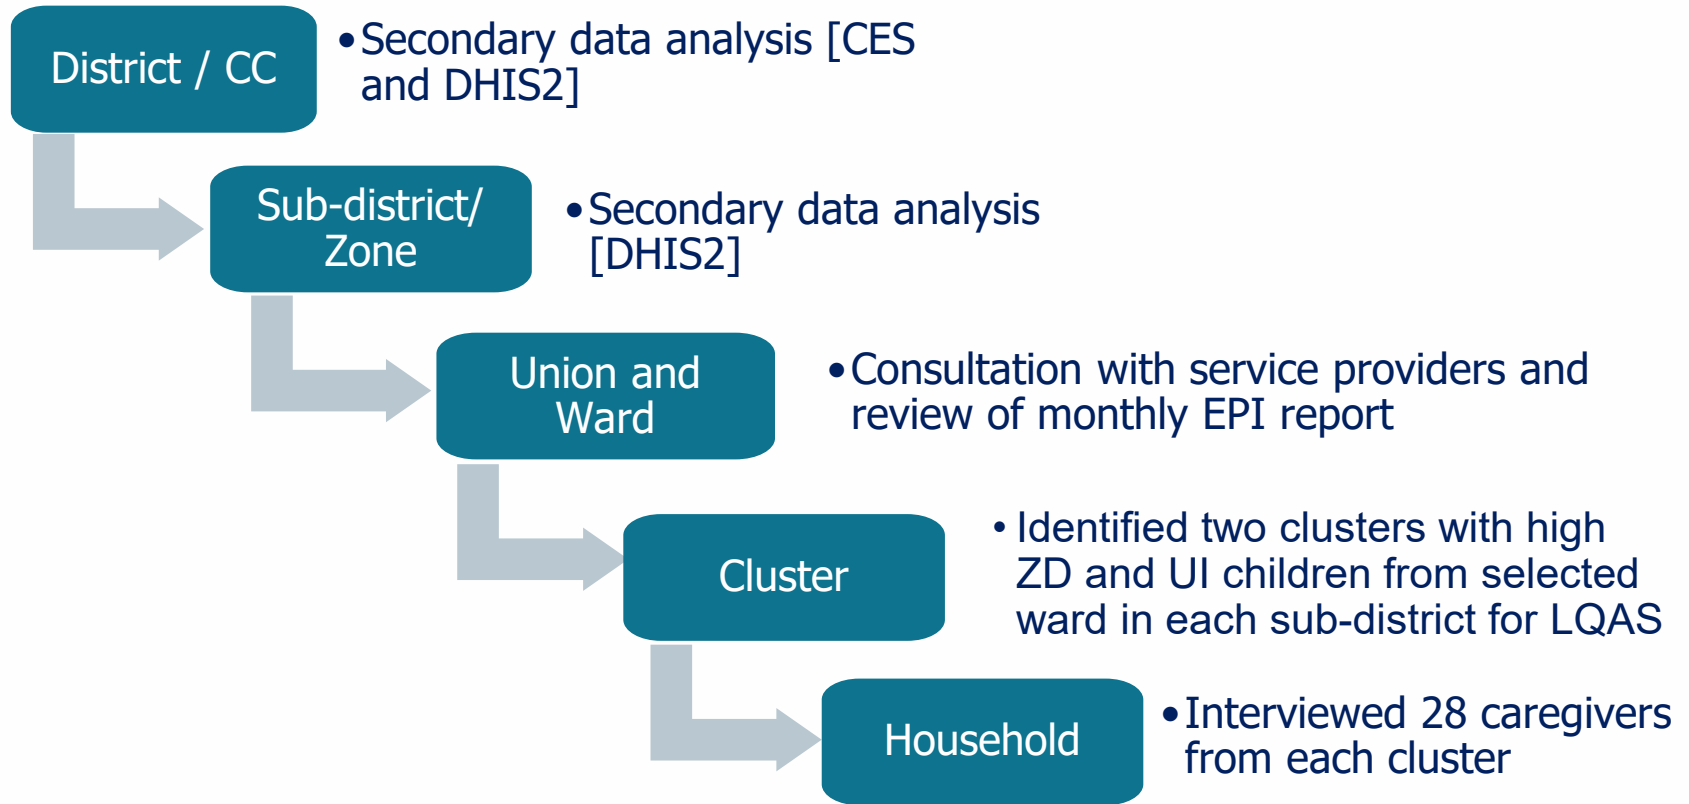 District / CC
•Secondary data analysis [CES
and DHIS2]
Sub-district/
Zone
•Secondary data analysis
[DHIS2]
Union and
Ward
•Consultation with service providers and
review of monthly EPI report
Cluster
• Identified two clusters with high
ZD and UI children from selected
ward in each sub-district for LQAS
Household
•Interviewed 28 caregivers
from each cluster